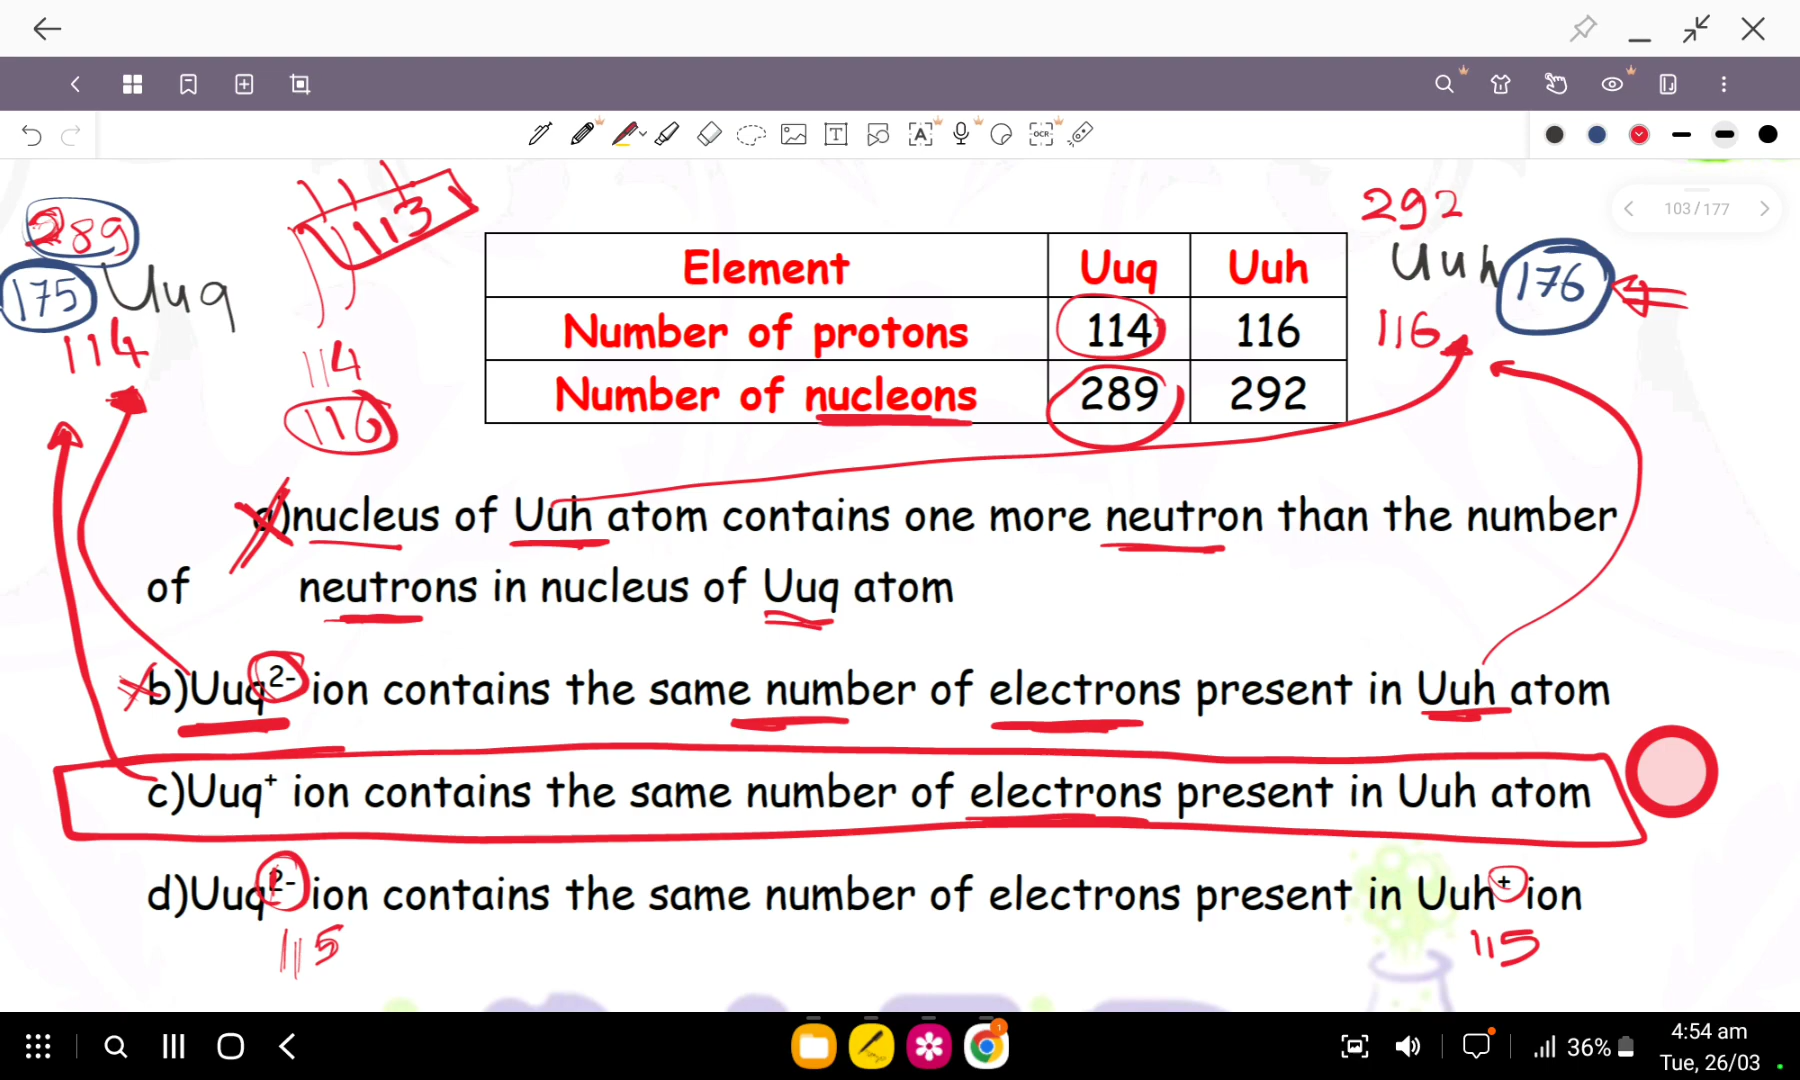 103/177
289
175 Uuq
114
113
114
116
292
Uuh 176
116
Element Uuq Uuh
Number of protons 114 116
Number of nucleons 289 292
a)nucleus of Uuh atom contains one more neutron than the number
of neutrons in nucleus of Uuq atom
b)Uuq²⁻ ion contains the same number of electrons present in Uuh atom
c)Uuq⁺ ion contains the same number of electrons present in Uuh atom
d)Uuq²⁻ ion contains the same number of electrons present in Uuh⁺ ion
115 115
OCR
1
36%
4:54 am
Tue, 26/03